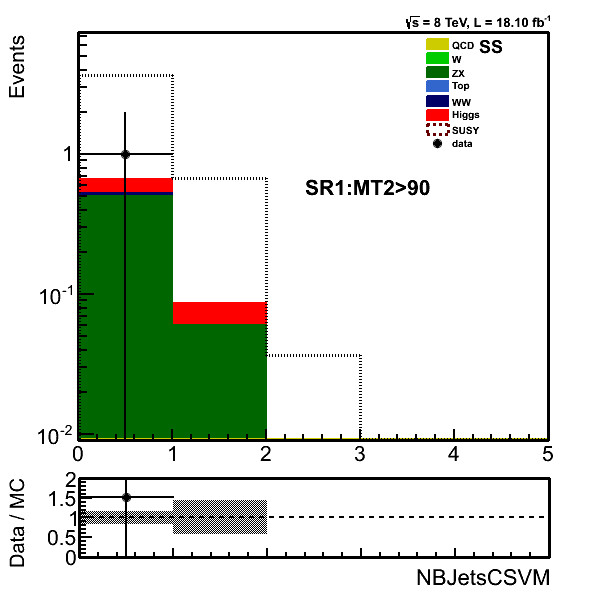 √s = 8 TeV, L = 18.10 fb⁻¹
Events
QCD SS
W
ZX
Top
WW
Higgs
SUSY
data
SR1:MT2>90
1
10⁻¹
10⁻²
0 1 2 3 4 5
Data / MC
2
1.5
1
0.5
0
NBJetsCSVM